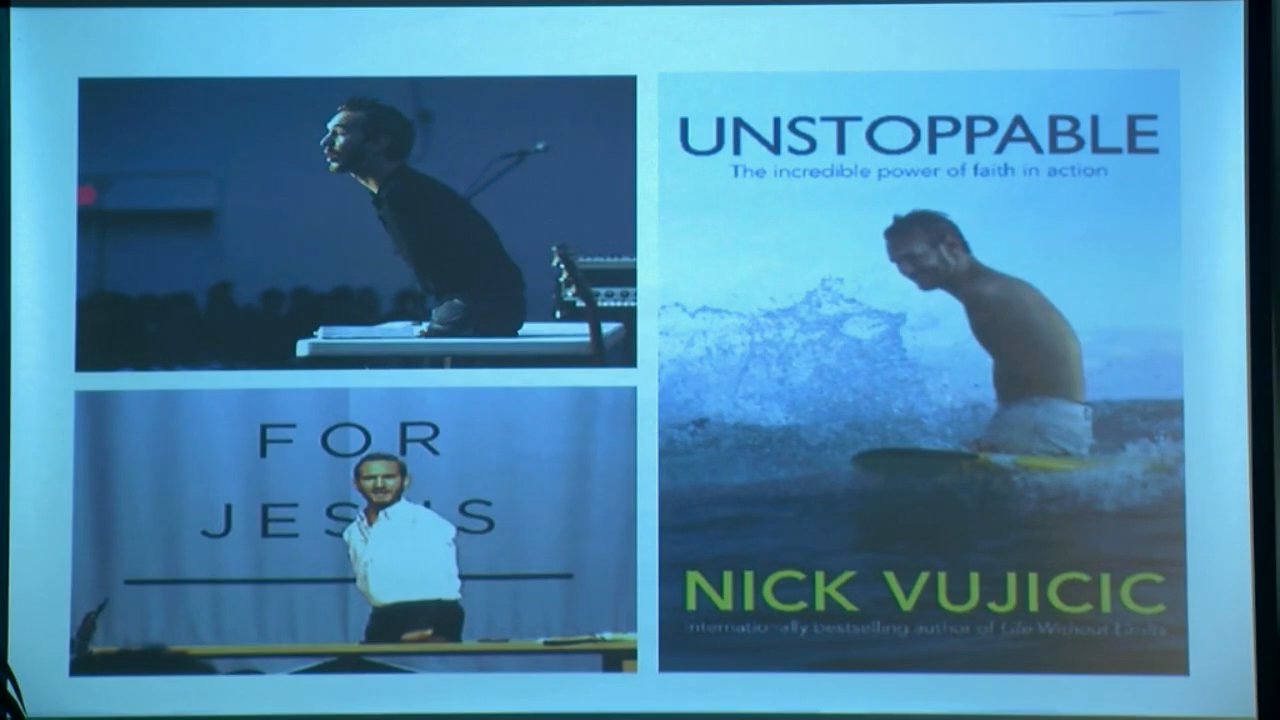 FOR
JESUS
UNSTOPPABLE
The incredible power of faith in action
NICK VUJICIC
internationally bestselling author of Life Without Limits